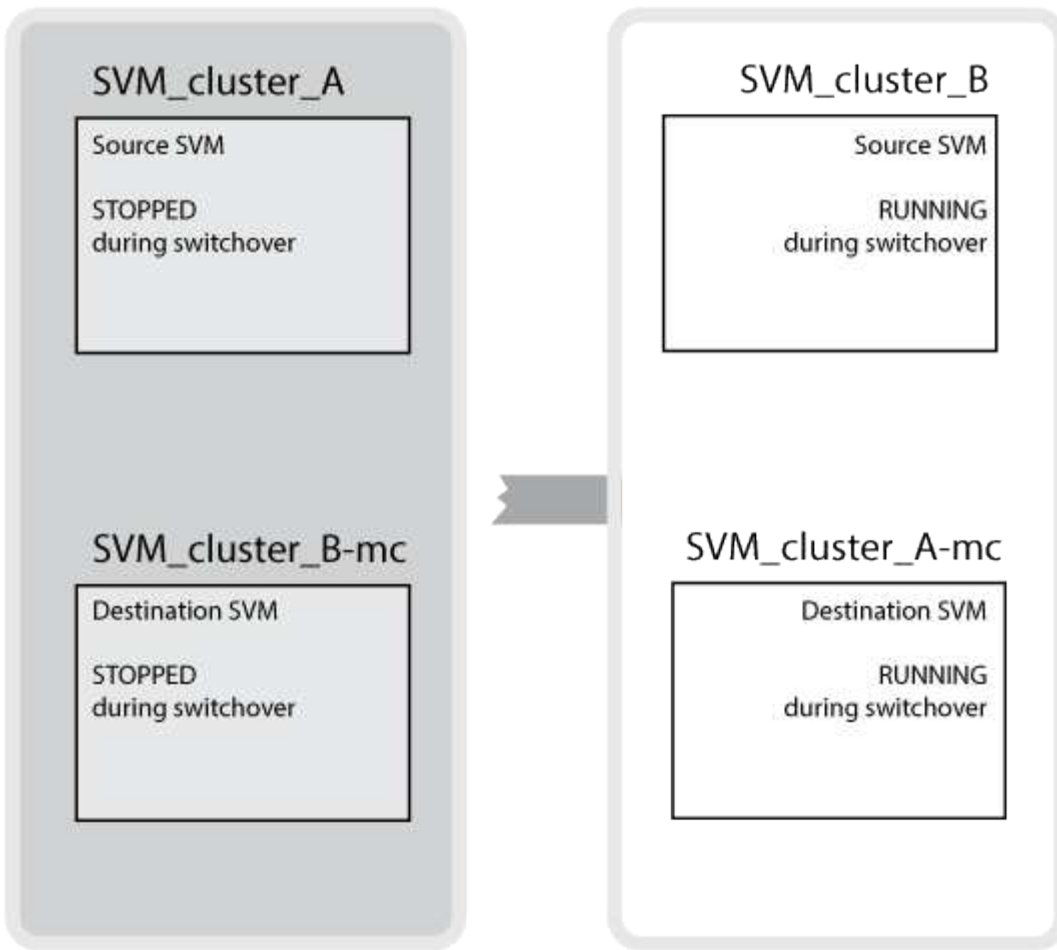 SVM_cluster_A
Source SVM
STOPPED
during switchover
SVM_cluster_B-mc
Destination SVM
STOPPED
during switchover
SVM_cluster_B
Source SVM
RUNNING
during switchover
SVM_cluster_A-mc
Destination SVM
RUNNING
during switchover